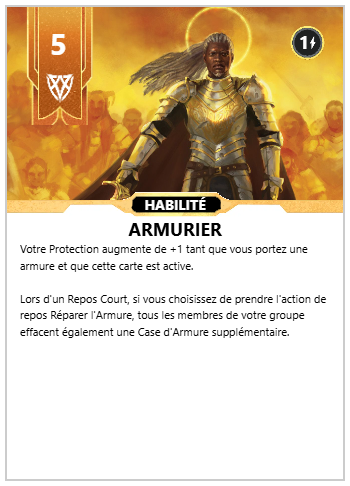 5
1
HABILITÉ
ARMURIER
Votre Protection augmente de +1 tant que vous portez une
armure et que cette carte est active.
Lors d'un Repos Court, si vous choisissez de prendre l'action de
repos Réparer l'Armure, tous les membres de votre groupe
effacent également une Case d'Armure supplémentaire.